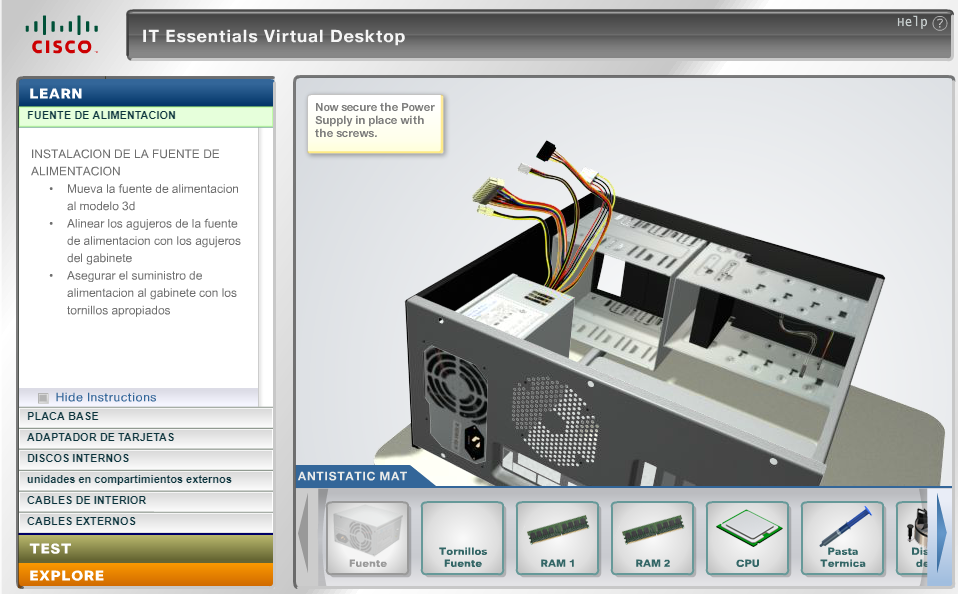 CISCO
IT Essentials Virtual Desktop
Help ?
LEARN
FUENTE DE ALIMENTACION
INSTALACION DE LA FUENTE DE
ALIMENTACION
• Mueva la fuente de alimentacion
al modelo 3d
• Alinear los agujeros de la fuente
de alimentacion con los agujeros
del gabinete
• Asegurar el suministro de
alimentacion al gabinete con los
tornillos apropiados
Hide Instructions
PLACA BASE
ADAPTADOR DE TARJETAS
DISCOS INTERNOS
unidades en compartimientos externos
CABLES DE INTERIOR
CABLES EXTERNOS
TEST
EXPLORE
Now secure the Power
Supply in place with
the screws.
ANTISTATIC MAT
Fuente
Tornillos
Fuente
RAM 1
RAM 2
CPU
Pasta
Termica